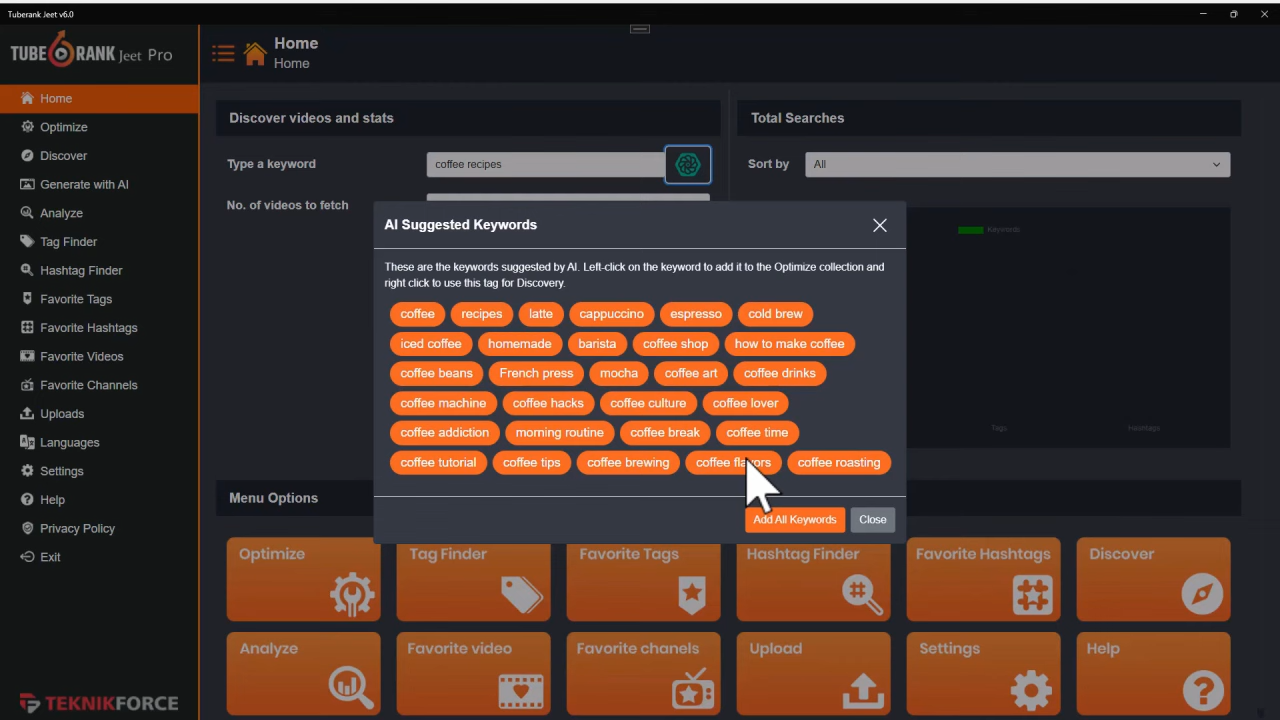 Tuberank Jeet v6.0
TUBE RANK Jeet Pro
Home
Home
Home
Optimize
Discover
Generate with AI
Analyze
Tag Finder
Hashtag Finder
Favorite Tags
Favorite Hashtags
Favorite Videos
Favorite Channels
Uploads
Languages
Settings
Help
Privacy Policy
Exit
TEKNIKFORCE
Discover videos and stats
Type a keyword
coffee recipes
No. of videos to fetch
Total Searches
Sort by
All
Keywords
Tags
Hashtags
AI Suggested Keywords
These are the keywords suggested by AI. Left-click on the keyword to add it to the Optimize collection and
right click to use this tag for Discovery.
coffee recipes latte cappuccino espresso cold brew
iced coffee homemade barista coffee shop how to make coffee
coffee beans French press mocha coffee art coffee drinks
coffee machine coffee hacks coffee culture coffee lover
coffee addiction morning routine coffee break coffee time
coffee tutorial coffee tips coffee brewing coffee flavors coffee roasting
Add All Keywords Close
Menu Options
Optimize Tag Finder Favorite Tags Hashtag Finder Favorite Hashtags Discover
Analyze Favorite video Favorite chanels Upload Settings Help